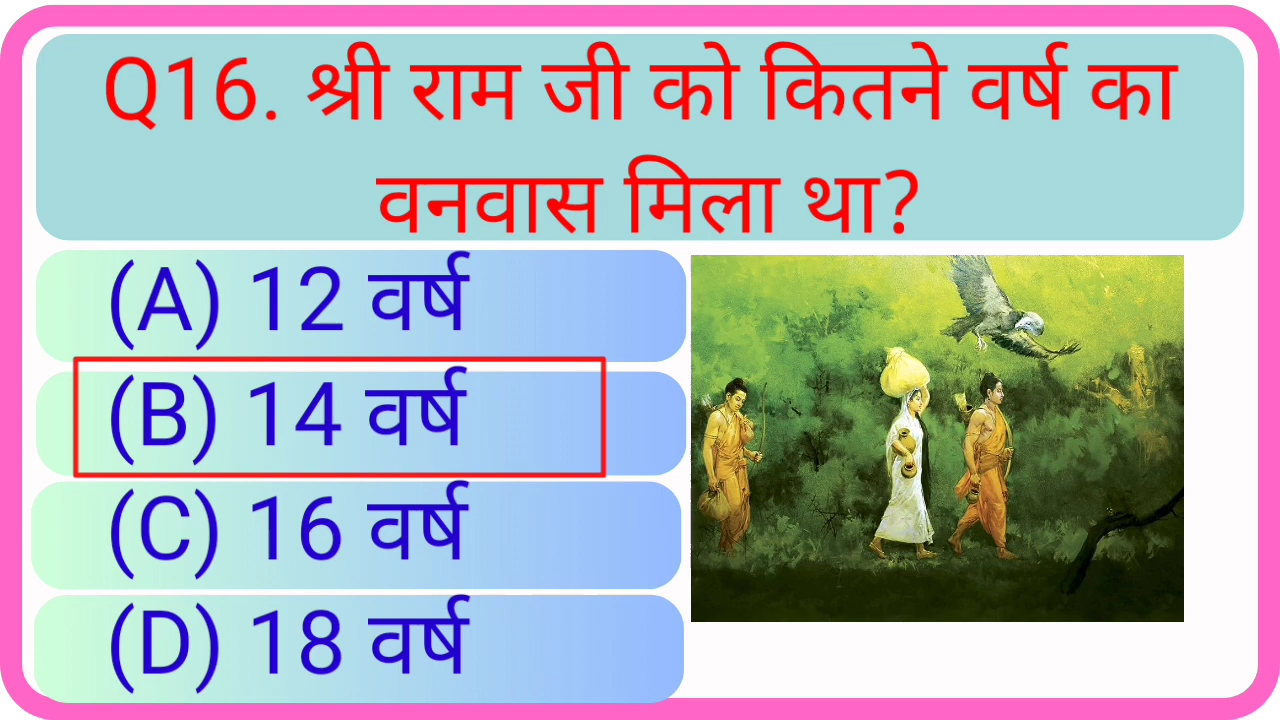 Q16. श्री राम जी को कितने वर्ष का
वनवास मिला था?
(A) 12 वर्ष
(B) 14 वर्ष
(C) 16 वर्ष
(D) 18 वर्ष